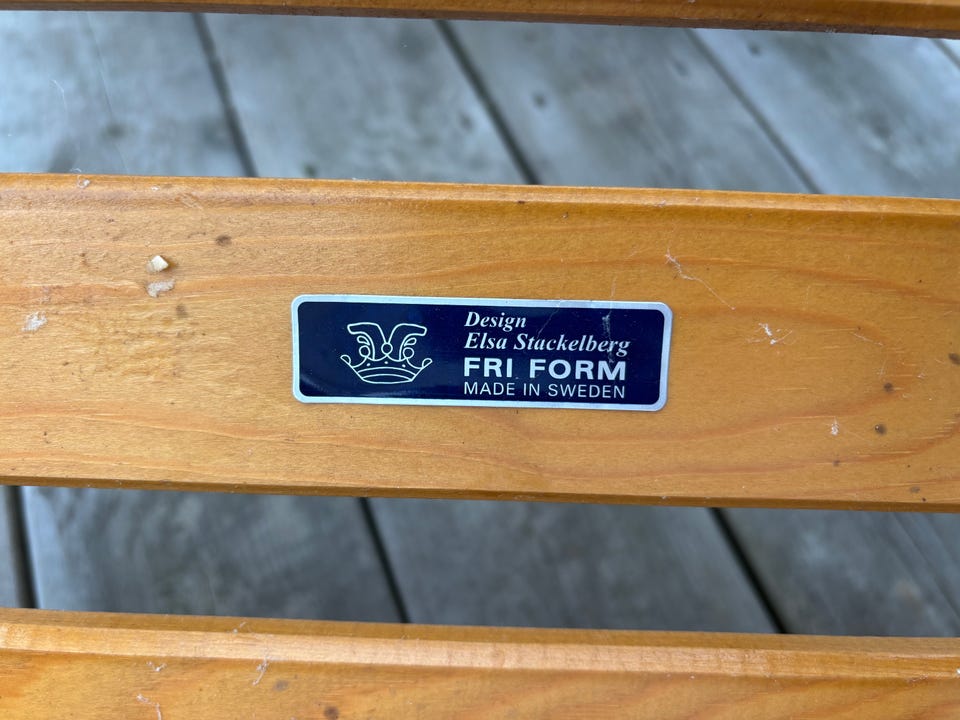 Design
Elsa Stackelberg
FRI FORM
MADE IN SWEDEN